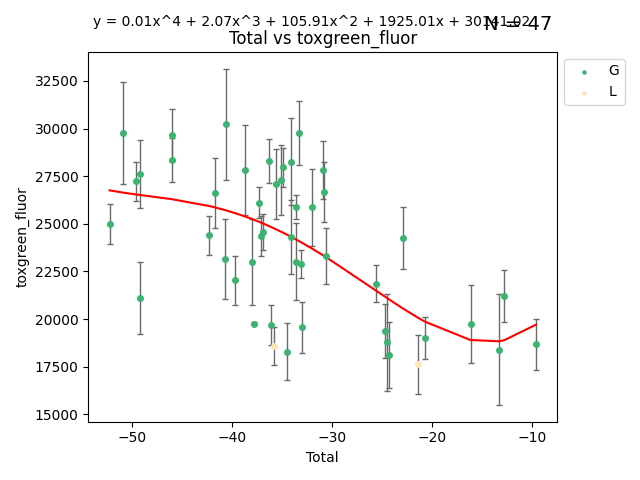 y = 0.01x^4 + 2.07x^3 + 105.91x^2 + 1925.01x + 30141.02
N = 47
Total vs toxgreen_fluor
G
L
toxgreen_fluor
32500
30000
27500
25000
22500
20000
17500
15000
−50
−40
−30
−20
−10
Total